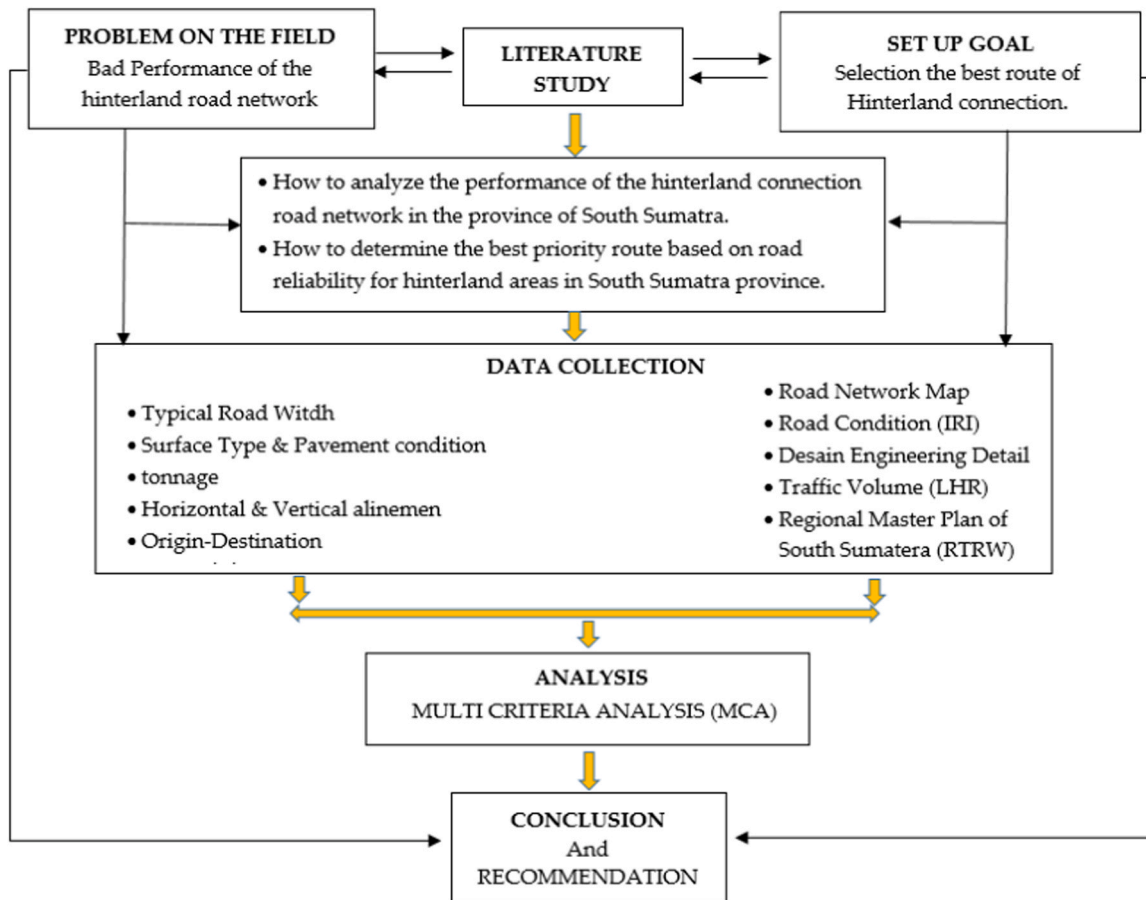 PROBLEM ON THE FIELD
Bad Performance of the
hinterland road network
LITERATURE
STUDY
SET UP GOAL
Selection the best route of
Hinterland connection.
• How to analyze the performance of the hinterland connection
road network in the province of South Sumatra.
• How to determine the best priority route based on road
reliability for hinterland areas in South Sumatra province.
DATA COLLECTION
• Typical Road Witdh
• Surface Type & Pavement condition
• tonnage
• Horizontal & Vertical alinemen
• Origin-Destination
• Road Network Map
• Road Condition (IRI)
• Desain Engineering Detail
• Traffic Volume (LHR)
• Regional Master Plan of
South Sumatera (RTRW)
ANALYSIS
MULTI CRITERIA ANALYSIS (MCA)
CONCLUSION
And
RECOMMENDATION